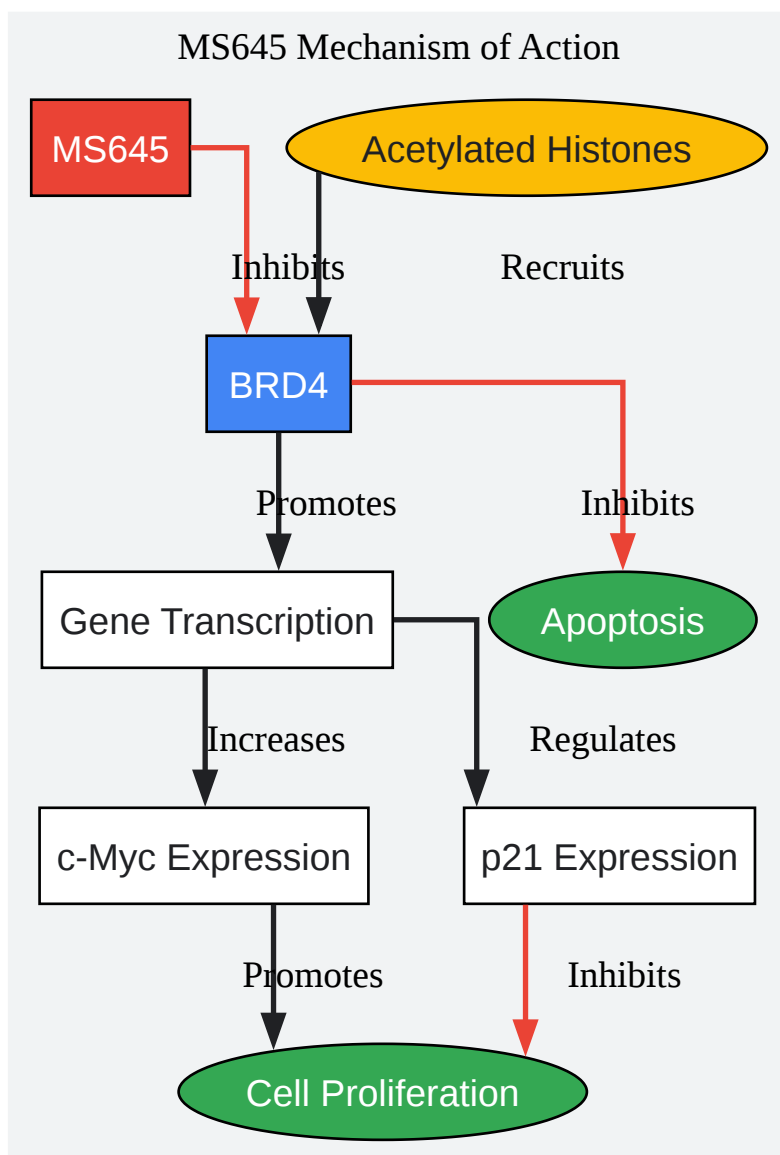 MS645 Mechanism of Action
MS645
Acetylated Histones
Inhibits
Recruits
BRD4
Promotes
Inhibits
Gene Transcription
Apoptosis
Increases
Regulates
c-Myc Expression
p21 Expression
Promotes
Inhibits
Cell Proliferation